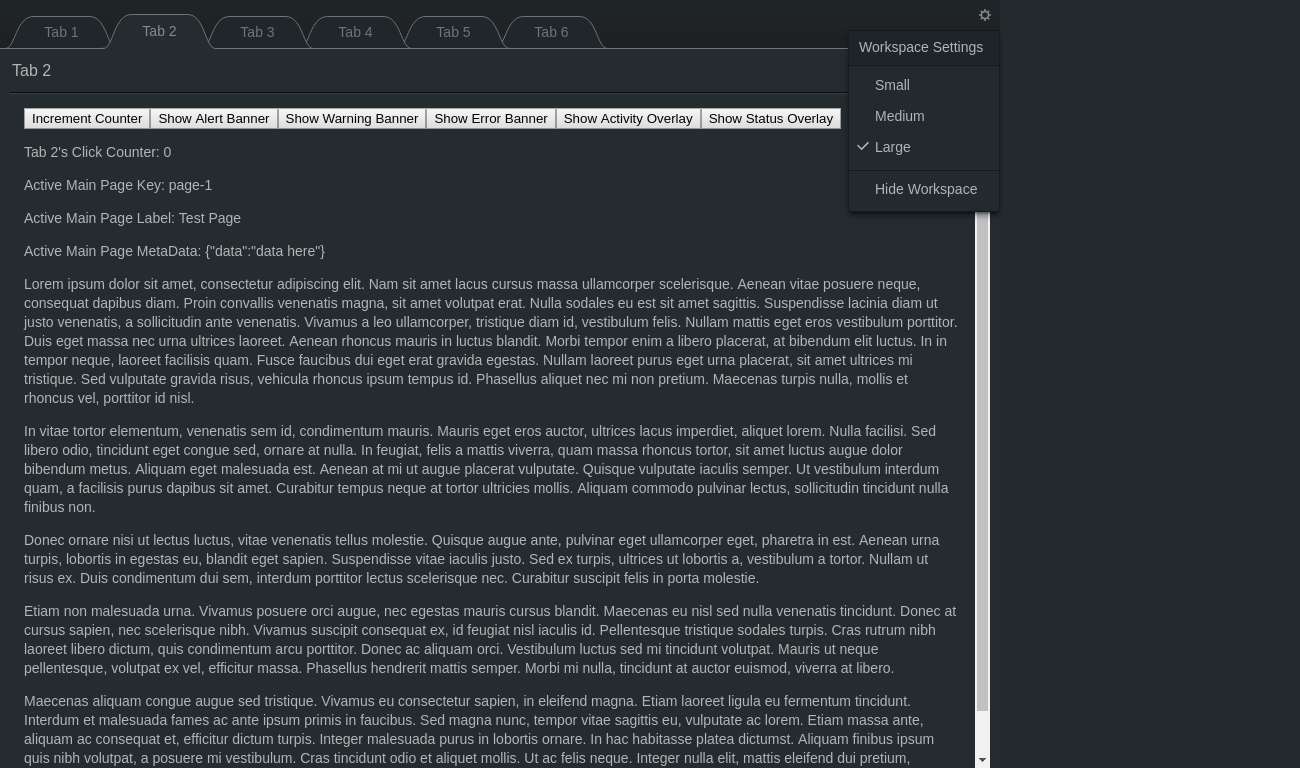 Tab 1 Tab 2 Tab 3 Tab 4 Tab 5 Tab 6
Workspace Settings
Small
Medium
Large
Hide Workspace
Tab 2
Increment Counter Show Alert Banner Show Warning Banner Show Error Banner Show Activity Overlay Show Status Overlay
Tab 2's Click Counter: 0
Active Main Page Key: page-1
Active Main Page Label: Test Page
Active Main Page MetaData: {"data":"data here"}
Lorem ipsum dolor sit amet, consectetur adipiscing elit. Nam sit amet lacus cursus massa ullamcorper scelerisque. Aenean vitae posuere neque,
consequat dapibus diam. Proin convallis venenatis magna, sit amet volutpat erat. Nulla sodales eu est sit amet sagittis. Suspendisse lacinia diam ut
justo venenatis, a sollicitudin ante venenatis. Vivamus a leo ullamcorper, tristique diam id, vestibulum felis. Nullam mattis eget eros vestibulum porttitor.
Duis eget massa nec urna ultrices laoreet. Aenean rhoncus mauris in luctus blandit. Morbi tempor enim a libero placerat, at bibendum elit luctus. In in
tempor neque, laoreet facilisis quam. Fusce faucibus dui eget erat gravida egestas. Nullam laoreet purus eget urna placerat, sit amet ultrices mi
tristique. Sed vulputate gravida risus, vehicula rhoncus ipsum tempus id. Phasellus aliquet nec mi non pretium. Maecenas turpis nulla, mollis et
rhoncus vel, porttitor id nisl.
In vitae tortor elementum, venenatis sem id, condimentum mauris. Mauris eget eros auctor, ultrices lacus imperdiet, aliquet lorem. Nulla facilisi. Sed
libero odio, tincidunt eget congue sed, ornare at nulla. In feugiat, felis a mattis viverra, quam massa rhoncus tortor, sit amet luctus augue dolor
bibendum metus. Aliquam eget malesuada est. Aenean at mi ut augue placerat vulputate. Quisque vulputate iaculis semper. Ut vestibulum interdum
quam, a facilisis purus dapibus sit amet. Curabitur tempus neque at tortor ultricies mollis. Aliquam commodo pulvinar lectus, sollicitudin tincidunt nulla
finibus non.
Donec ornare nisi ut lectus luctus, vitae venenatis tellus molestie. Quisque augue ante, pulvinar eget ullamcorper eget, pharetra in est. Aenean urna
turpis, lobortis in egestas eu, blandit eget sapien. Suspendisse vitae iaculis justo. Sed ex turpis, ultrices ut lobortis a, vestibulum a tortor. Nullam ut
risus ex. Duis condimentum dui sem, interdum porttitor lectus scelerisque nec. Curabitur suscipit felis in porta molestie.
Etiam non malesuada urna. Vivamus posuere orci augue, nec egestas mauris cursus blandit. Maecenas eu nisl sed nulla venenatis tincidunt. Donec at
cursus sapien, nec scelerisque nibh. Vivamus suscipit consequat ex, id feugiat nisl iaculis id. Pellentesque tristique sodales turpis. Cras rutrum nibh
laoreet libero dictum, quis condimentum arcu porttitor. Donec ac aliquam orci. Vestibulum luctus sed mi tincidunt volutpat. Mauris ut neque
pellentesque, volutpat ex vel, efficitur massa. Phasellus hendrerit mattis semper. Morbi mi nulla, tincidunt at auctor euismod, viverra at libero.
Maecenas aliquam congue augue sed tristique. Vivamus eu consectetur sapien, in eleifend magna. Etiam laoreet ligula eu fermentum tincidunt.
Interdum et malesuada fames ac ante ipsum primis in faucibus. Sed magna nunc, tempor vitae sagittis eu, vulputate ac lorem. Etiam massa ante,
aliquam ac consequat et, efficitur dictum turpis. Integer malesuada purus in lobortis ornare. In hac habitasse platea dictumst. Aliquam finibus ipsum
quis nibh volutpat, a posuere mi vestibulum. Cras tincidunt odio et aliquet mollis. Ut ac felis neque. Integer nulla elit, mattis eleifend dui pretium,